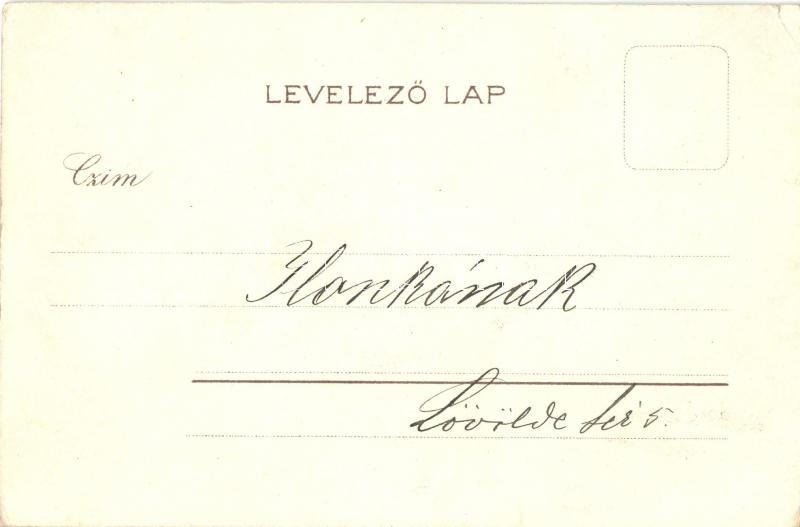 LEVELEZŐ LAP
Czim
Ilonkának
Lövölde tér 5.